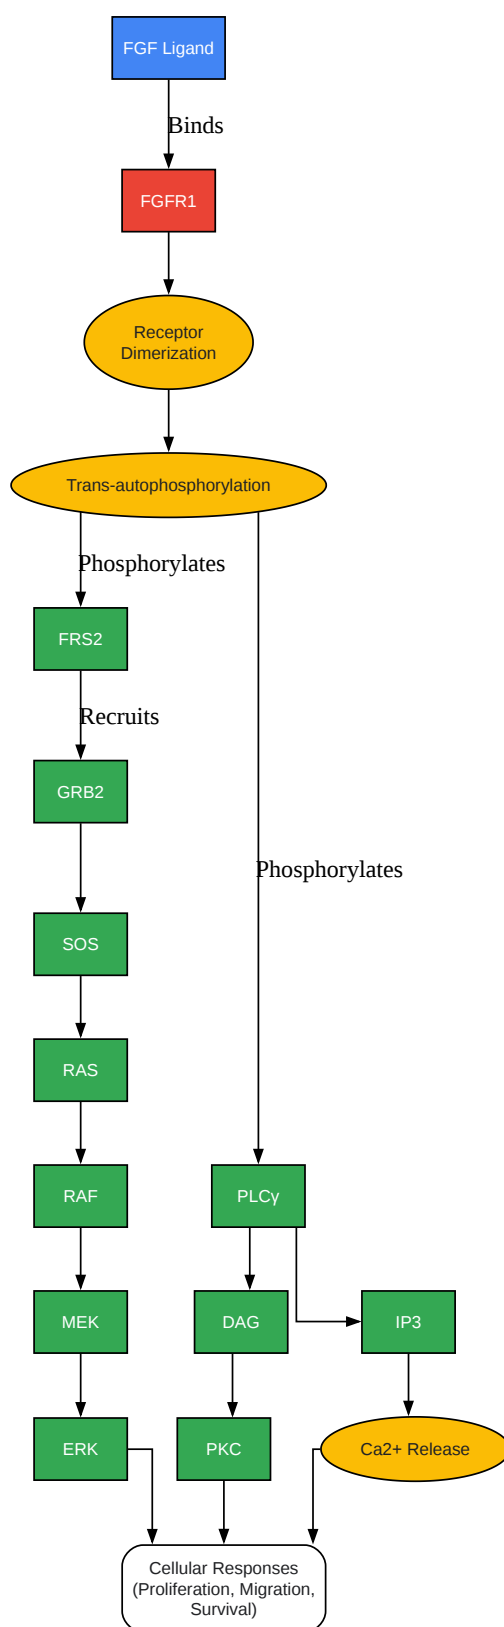 FGF Ligand
Binds
FGFR1
Receptor
Dimerization
Trans-autophosphorylation
Phosphorylates
FRS2
Recruits
GRB2
Phosphorylates
SOS
RAS
RAF
PLCγ
MEK
DAG
IP3
ERK
PKC
Ca2+ Release
Cellular Responses
(Proliferation, Migration,
Survival)